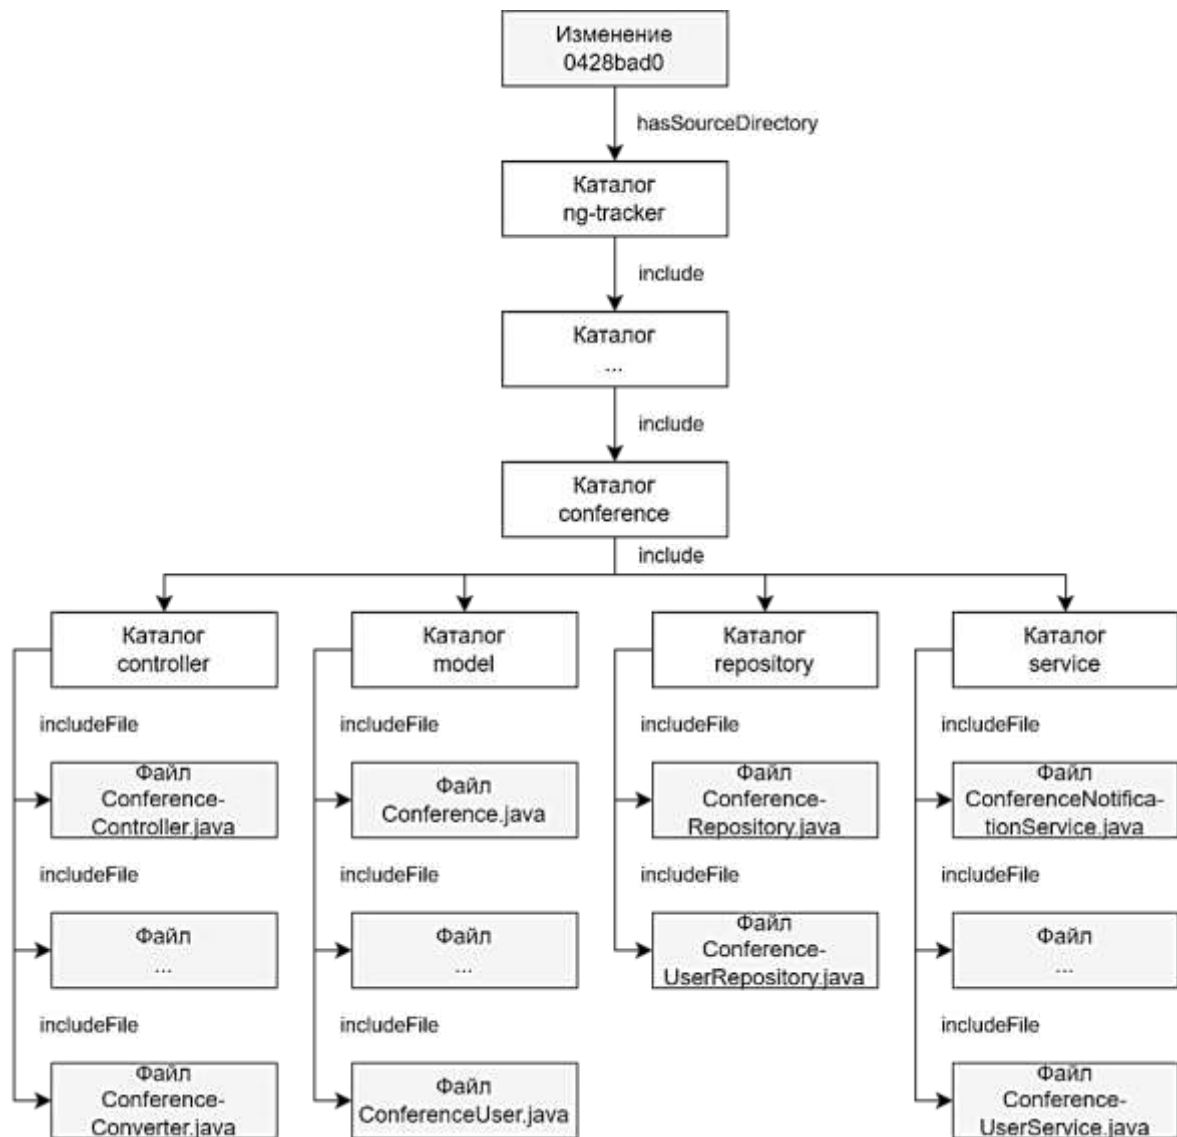 Изменение
0428bad0
hasSourceDirectory
Каталог
ng-tracker
include
Каталог
...
include
Каталог
conference
include
Каталог
controller
Каталог
model
Каталог
repository
Каталог
service
includeFile
includeFile
includeFile
includeFile
Файл
Conference-
Controller.java
Файл
Conference.java
Файл
Conference-
Repository.java
Файл
ConferenceNotifica-
tionService.java
includeFile
includeFile
includeFile
includeFile
Файл
...
Файл
...
Файл
Conference-
UserRepository.java
Файл
...
includeFile
includeFile
includeFile
Файл
Conference-
Converter.java
Файл
ConferenceUser.java
Файл
Conference-
UserService.java